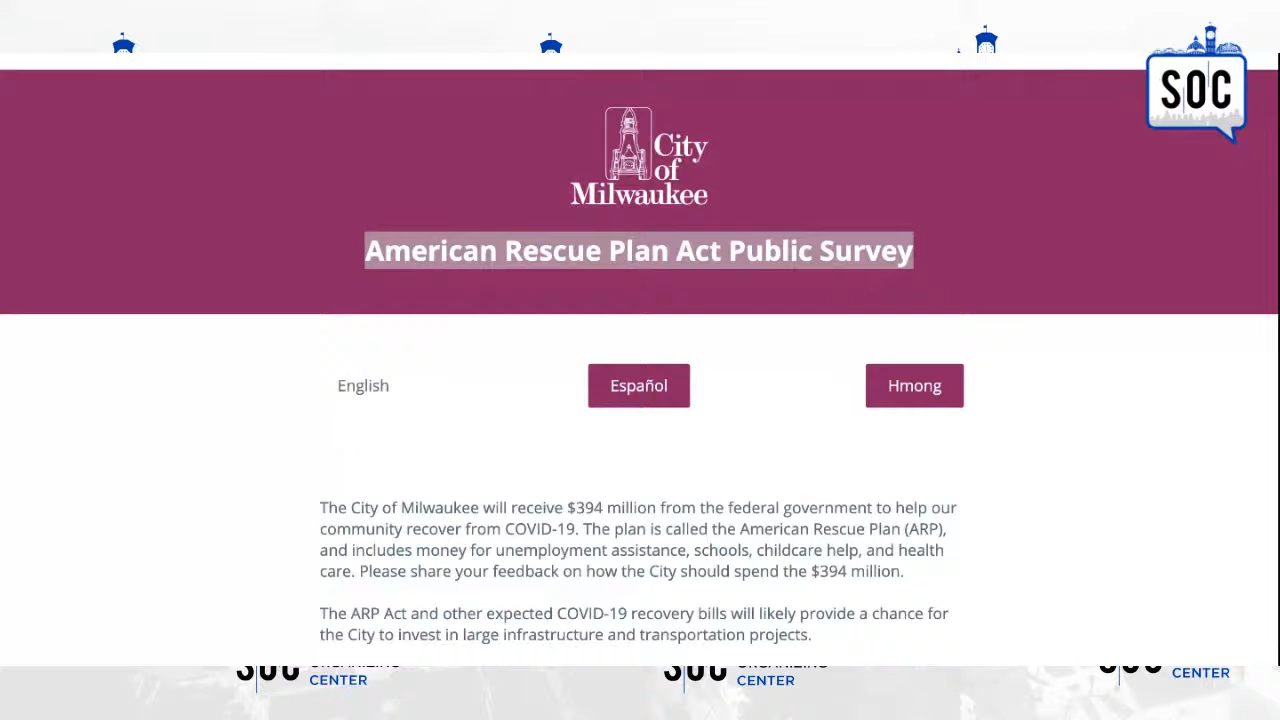 SOC
City
of
Milwaukee
American Rescue Plan Act Public Survey
English
Español
Hmong
The City of Milwaukee will receive $394 million from the federal government to help our
community recover from COVID-19. The plan is called the American Rescue Plan (ARP),
and includes money for unemployment assistance, schools, childcare help, and health
care. Please share your feedback on how the City should spend the $394 million.
The ARP Act and other expected COVID-19 recovery bills will likely provide a chance for
the City to invest in large infrastructure and transportation projects.
SOC ORGANIZING
CENTER
SOC ORGANIZING
CENTER
SOC
CENTER